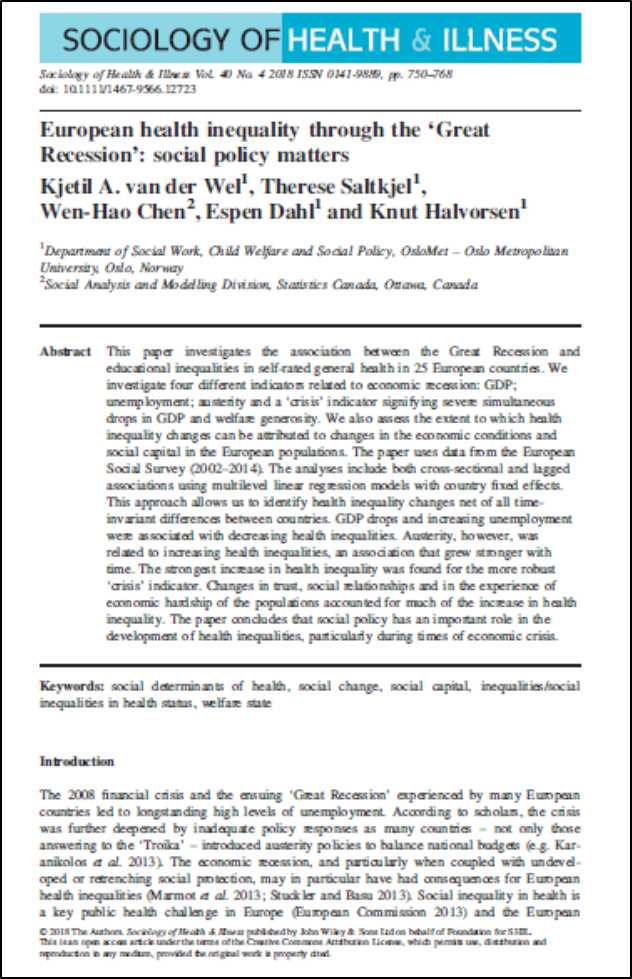 SOCIOLOGY OF HEALTH & ILLNESS
Sociology of Health & Illness Vol. 40 No. 4 2018 ISSN 0141-9889, pp. 750–768
doi: 10.1111/1467-9566.12723
European health inequality through the ‘Great
Recession’: social policy matters
Kjetil A. van der Wel1, Therese Saltkjel1,
Wen-Hao Chen2, Espen Dahl1 and Knut Halvorsen1
1Department of Social Work, Child Welfare and Social Policy, OsloMet – Oslo Metropolitan
University, Oslo, Norway
2Social Analysis and Modelling Division, Statistics Canada, Ottawa, Canada
Abstract This paper investigates the association between the Great Recession and
educational inequalities in self-rated general health in 25 European countries. We
investigate four different indicators related to economic recession: GDP;
unemployment; austerity and a ‘crisis’ indicator signifying severe simultaneous
drops in GDP and welfare generosity. We also assess the extent to which health
inequality changes can be attributed to changes in the economic conditions and
social capital in the European populations. The paper uses data from the European
Social Survey (2002–2014). The analyses include both cross-sectional and lagged
associations using multilevel linear regression models with country fixed effects.
This approach allows us to identify health inequality changes net of all time-
invariant differences between countries. GDP drops and increasing unemployment
were associated with decreasing health inequalities. Austerity, however, was
related to increasing health inequalities, an association that grew stronger with
time. The strongest increase in health inequality was found for the more robust
‘crisis’ indicator. Changes in trust, social relationships and in the experience of
economic hardship of the populations accounted for much of the increase in health
inequality. The paper concludes that social policy has an important role in the
development of health inequalities, particularly during times of economic crisis.
Keywords: social determinants of health, social change, social capital, inequalities/social
inequalities in health status, welfare state
Introduction
The 2008 financial crisis and the ensuing ‘Great Recession’ experienced by many European
countries led to longstanding high levels of unemployment. According to scholars, the crisis
was further deepened by inadequate policy responses as many countries – not only those
answering to the ‘Troika’ – introduced austerity policies to balance national budgets (e.g. Kar-
anikolos et al. 2013). The economic recession, and particularly when coupled with undevel-
oped or retrenching social protection, may in particular have had consequences for European
health inequalities (Marmot et al. 2013; Stuckler and Basu 2013). Social inequality in health is
a key public health challenge in Europe (European Commission 2013) and the European
© 2018 The Authors. Sociology of Health & Illness published by John Wiley & Sons Ltd on behalf of Foundation for SHIL.
This is an open access article under the terms of the Creative Commons Attribution License, which permits use, distribution and
reproduction in any medium, provided the original work is properly cited.